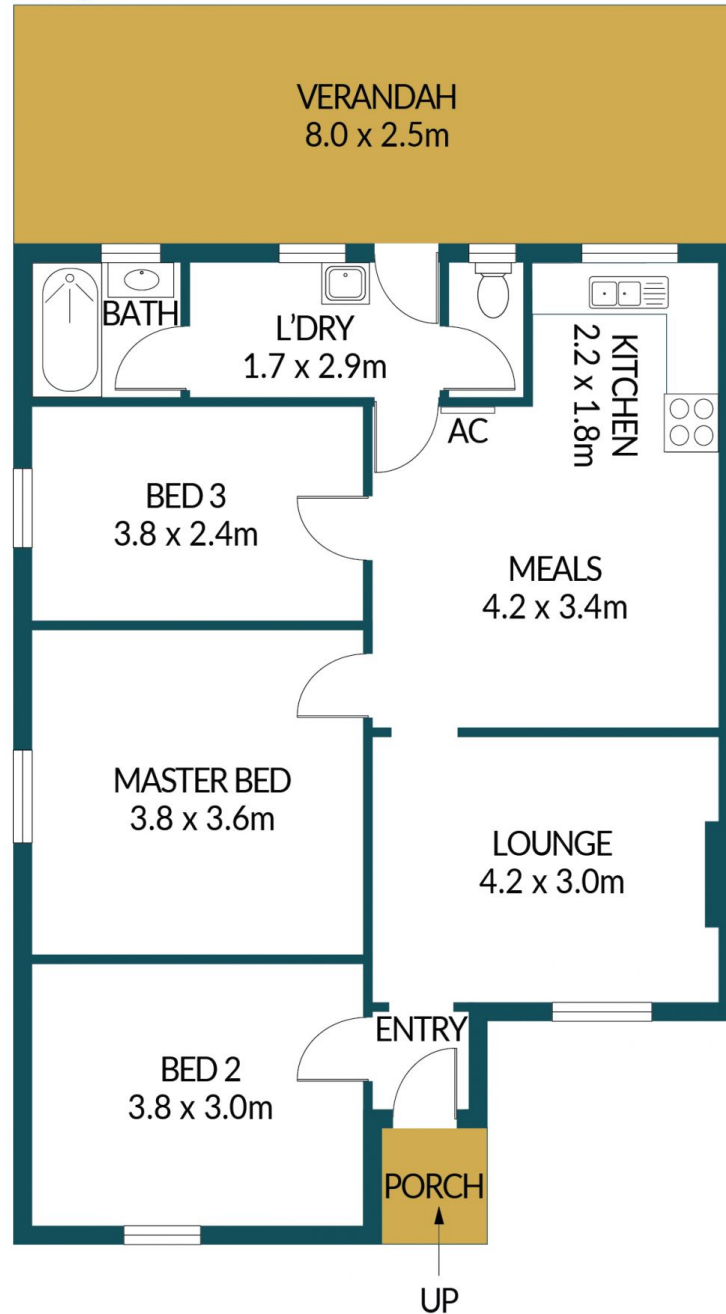 VERANDAH
8.0 x 2.5m
BATH
L'DRY
1.7 x 2.9m
KITCHEN
2.2 x 1.8m
AC
BED 3
3.8 x 2.4m
MEALS
4.2 x 3.4m
MASTER BED
3.8 x 3.6m
LOUNGE
4.2 x 3.0m
ENTRY
BED 2
3.8 x 3.0m
PORCH
UP